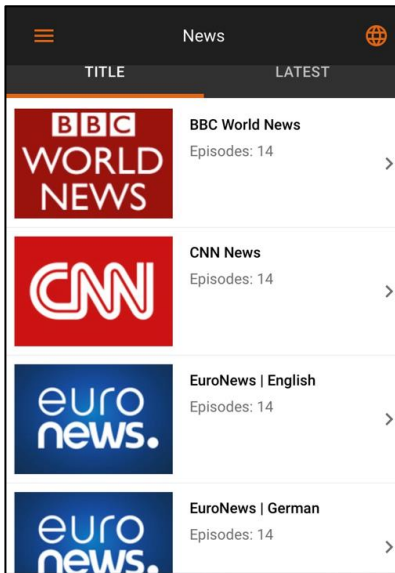 News
TITLE LATEST
BBC
WORLD
NEWS
BBC World News
Episodes: 14
CNN
CNN News
Episodes: 14
euro
news.
EuroNews | English
Episodes: 14
euro
news.
EuroNews | German
Episodes: 14